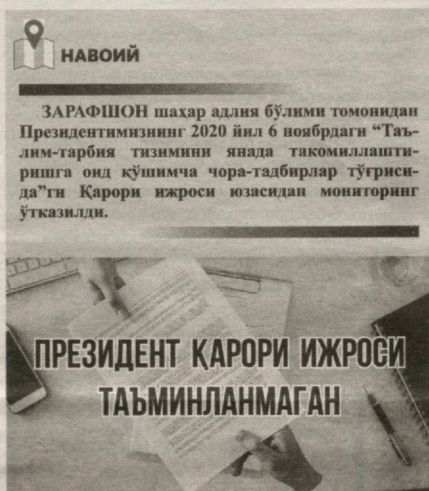 НАВОИЙ
ЗАРАФШОН шаҳар адлия бўлими томонидан
Президентимизнинг 2020 йил 6 ноябрдаги “Таъ-
лим-тарбия тизимини янада такомиллашти-
ришга оид қўшимча чора-тадбирлар тўғриси-
да”ги Қарори ижроси юзасидан мониторинг
ўтказилди.
ПРЕЗИДЕНТ ҚАРОРИ ИЖРОСИ
ТАЪМИНЛАНМАГАН